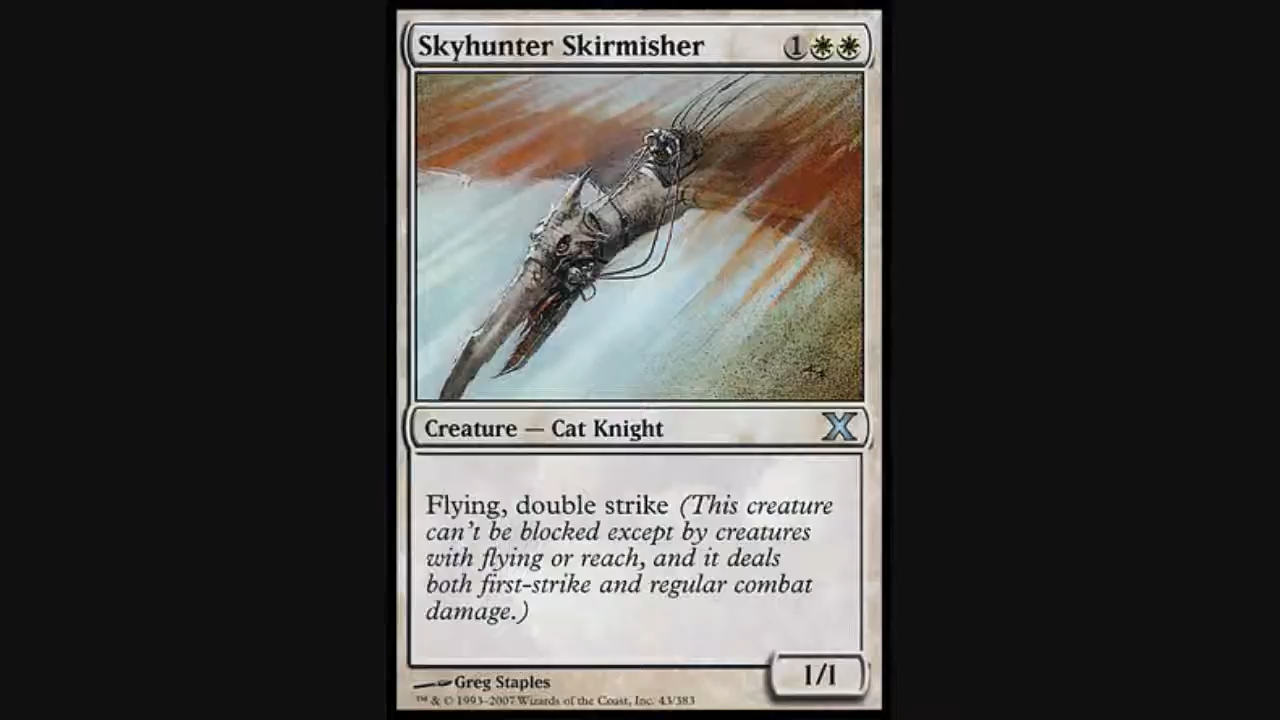 Skyhunter Skirmisher 1
Creature — Cat Knight
Flying, double strike (This creature
can't be blocked except by creatures
with flying or reach, and it deals
both first-strike and regular combat
damage.)
1/1
Greg Staples
™ & © 1993–2007 Wizards of the Coast, Inc. 43/383